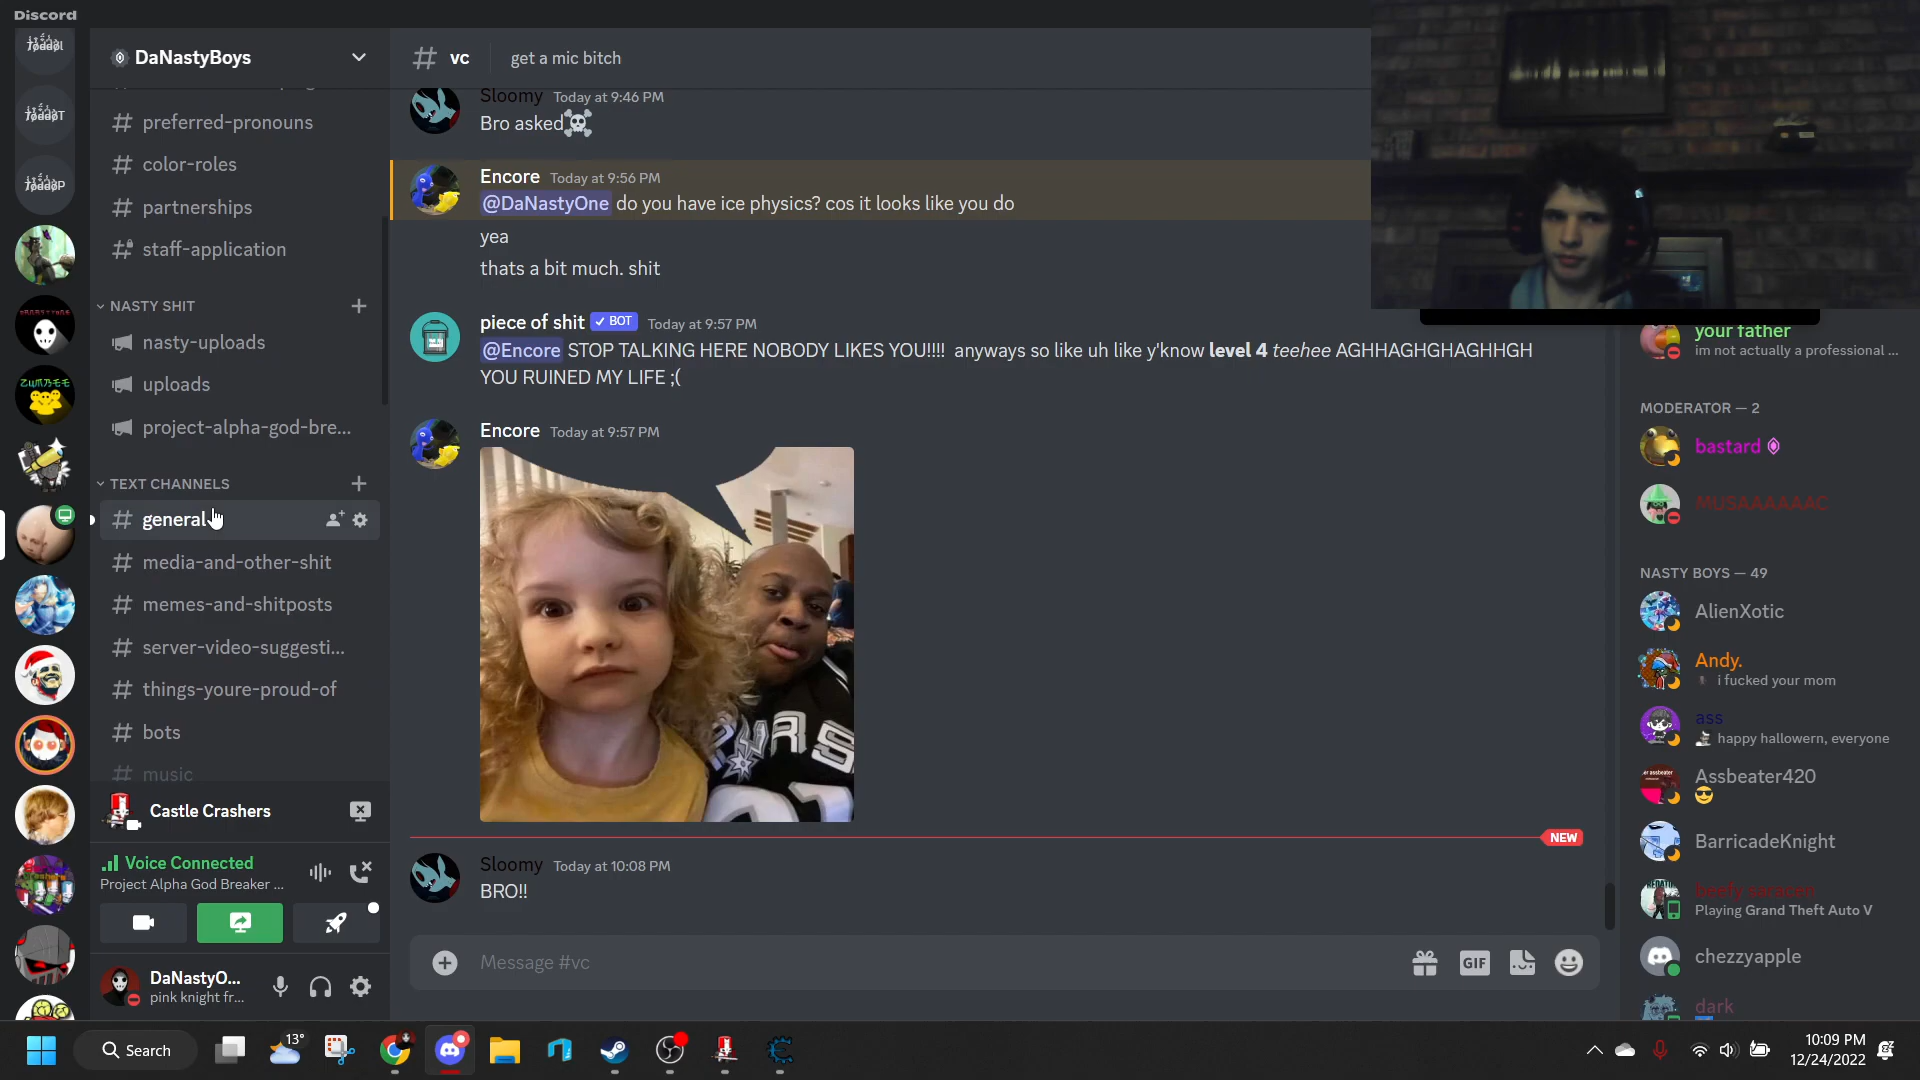 Discord
DaNastyBoys
# vc
get a mic bitch
# preferred-pronouns
# color-roles
# partnerships
# staff-application
NASTY SHIT
nasty-uploads
uploads
project-alpha-god-bre...
TEXT CHANNELS
# general
# media-and-other-shit
# memes-and-shitposts
# server-video-suggesti...
# things-youre-proud-of
# bots
# music
Castle Crashers
Voice Connected
Project Alpha God Breaker ...
DaNastyO...
pink knight fr...
Sloomy Today at 9:46 PM
Bro asked☠
Encore Today at 9:56 PM
@DaNastyOne do you have ice physics? cos it looks like you do
yea
thats a bit much. shit
piece of shit ✓ BOT Today at 9:57 PM
@Encore STOP TALKING HERE NOBODY LIKES YOU!!!! anyways so like uh like y'know level 4 teehee AGHHAGHGHAGHHGH
YOU RUINED MY LIFE ;(
Encore Today at 9:57 PM
NEW
Sloomy Today at 10:08 PM
BRO!!
Message #vc
GIF
your father
im not actually a professional ...
MODERATOR — 2
bastard
MUSAAAAAAC
NASTY BOYS — 49
AlienXotic
Andy.
i fucked your mom
ass
happy hallowern, everyone
Assbeater420
😎
BarricadeKnight
Playing Grand Theft Auto V
chezzyapple
dark
13°
Search
10:09 PM
12/24/2022